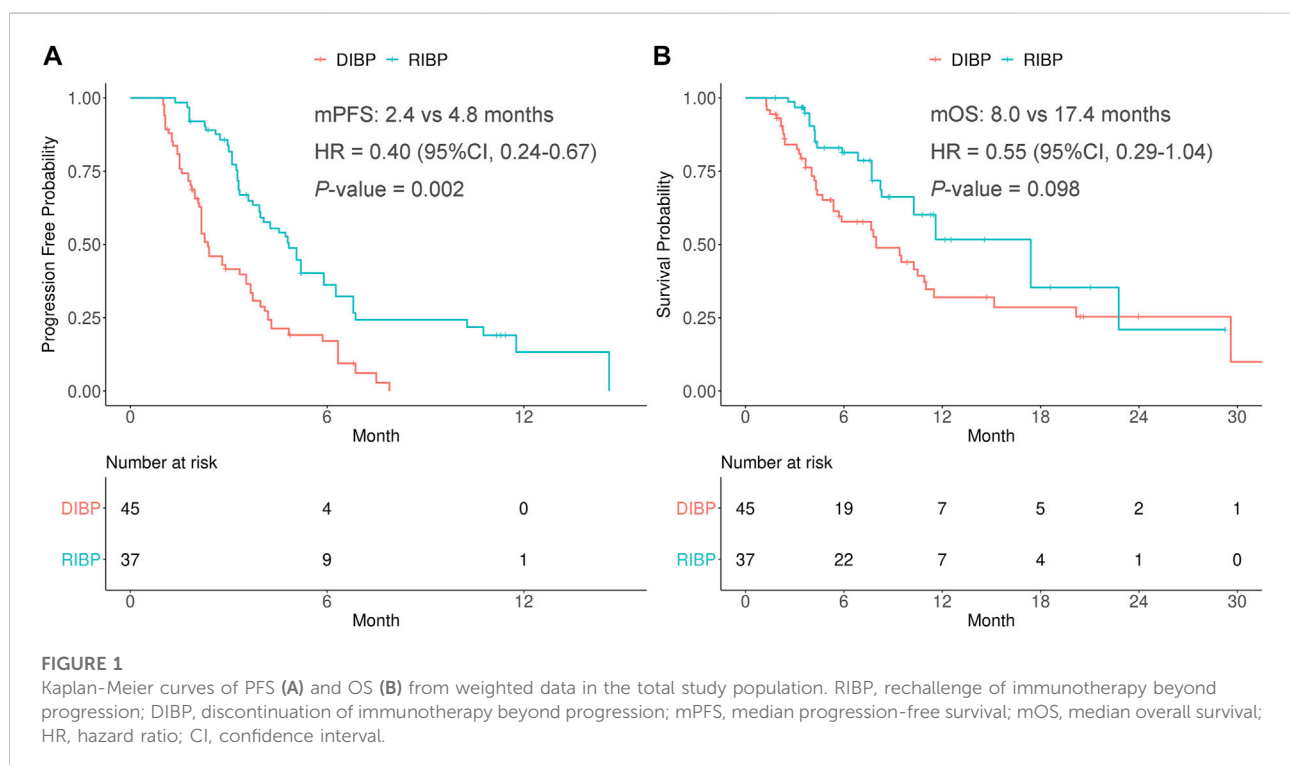 A
DIBP RIBP
mPFS: 2.4 vs 4.8 months
HR = 0.40 (95%CI, 0.24-0.67)
P-value = 0.002
Progression Free Probability
1.00
0.75
0.50
0.25
0.00
0 6 12
Month
Number at risk
DIBP 45 4 0
RIBP 37 9 1
0 6 12
Month
B
DIBP RIBP
mOS: 8.0 vs 17.4 months
HR = 0.55 (95%CI, 0.29-1.04)
P-value = 0.098
Survival Probability
1.00
0.75
0.50
0.25
0.00
0 6 12 18 24 30
Month
Number at risk
DIBP 45 19 7 5 2 1
RIBP 37 22 7 4 1 0
0 6 12 18 24 30
Month
FIGURE 1
Kaplan-Meier curves of PFS (A) and OS (B) from weighted data in the total study population. RIBP, rechallenge of immunotherapy beyond
progression; DIBP, discontinuation of immunotherapy beyond progression; mPFS, median progression-free survival; mOS, median overall survival;
HR, hazard ratio; CI, confidence interval.